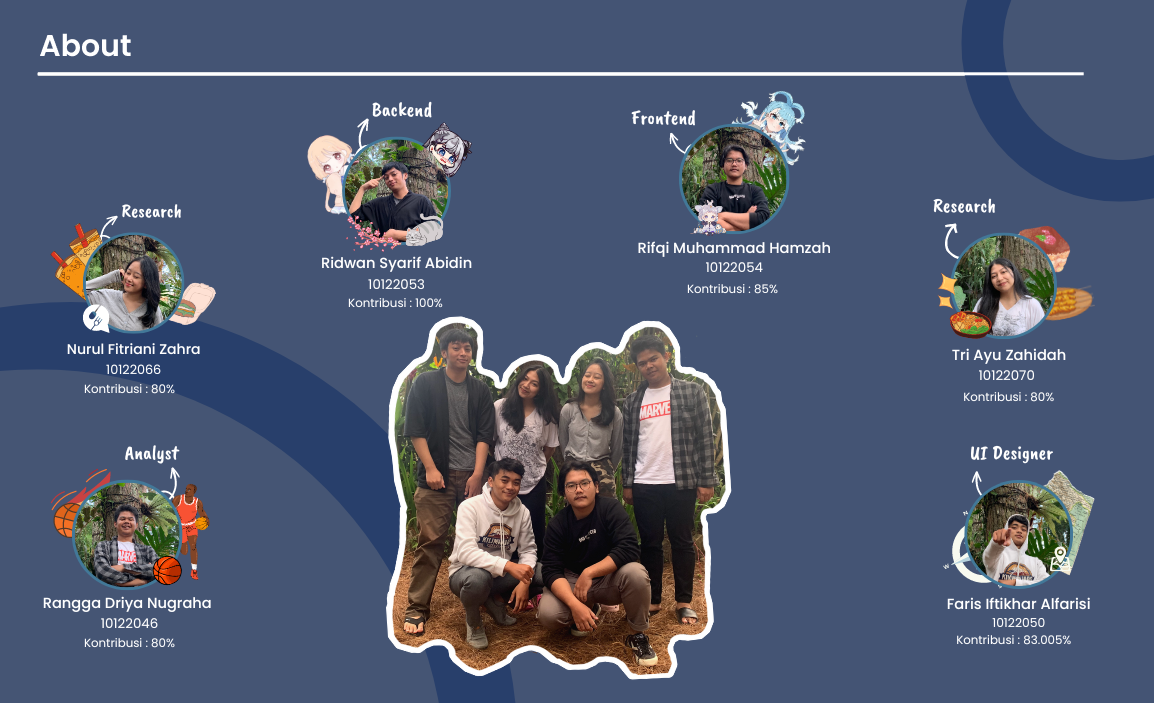 About
Backend
Ridwan Syarif Abidin
10122053
Kontribusi : 100%
Frontend
Rifqi Muhammad Hamzah
10122054
Kontribusi : 85%
Research
Nurul Fitriani Zahra
10122066
Kontribusi : 80%
Research
Tri Ayu Zahidah
10122070
Kontribusi : 80%
Analyst
Rangga Driya Nugraha
10122046
Kontribusi : 80%
MARVEL
UI Designer
Faris Iftikhar Alfarisi
10122050
Kontribusi : 83.005%